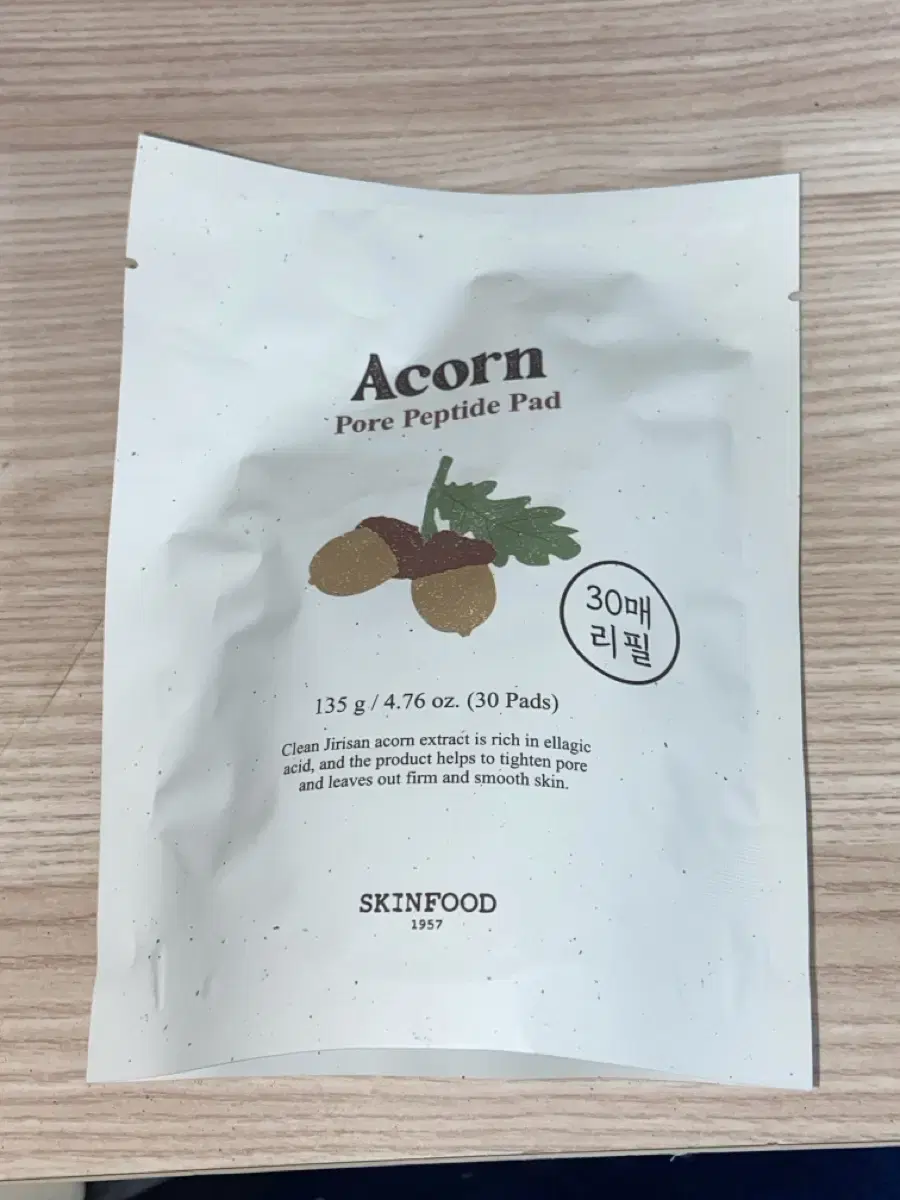 Acorn
Pore Peptide Pad
30매
리필
135 g / 4.76 oz. (30 Pads)
Clean Jirisan acorn extract is rich in ellagic
acid, and the product helps to tighten pore
and leaves out firm and smooth skin.
SKINFOOD
1957